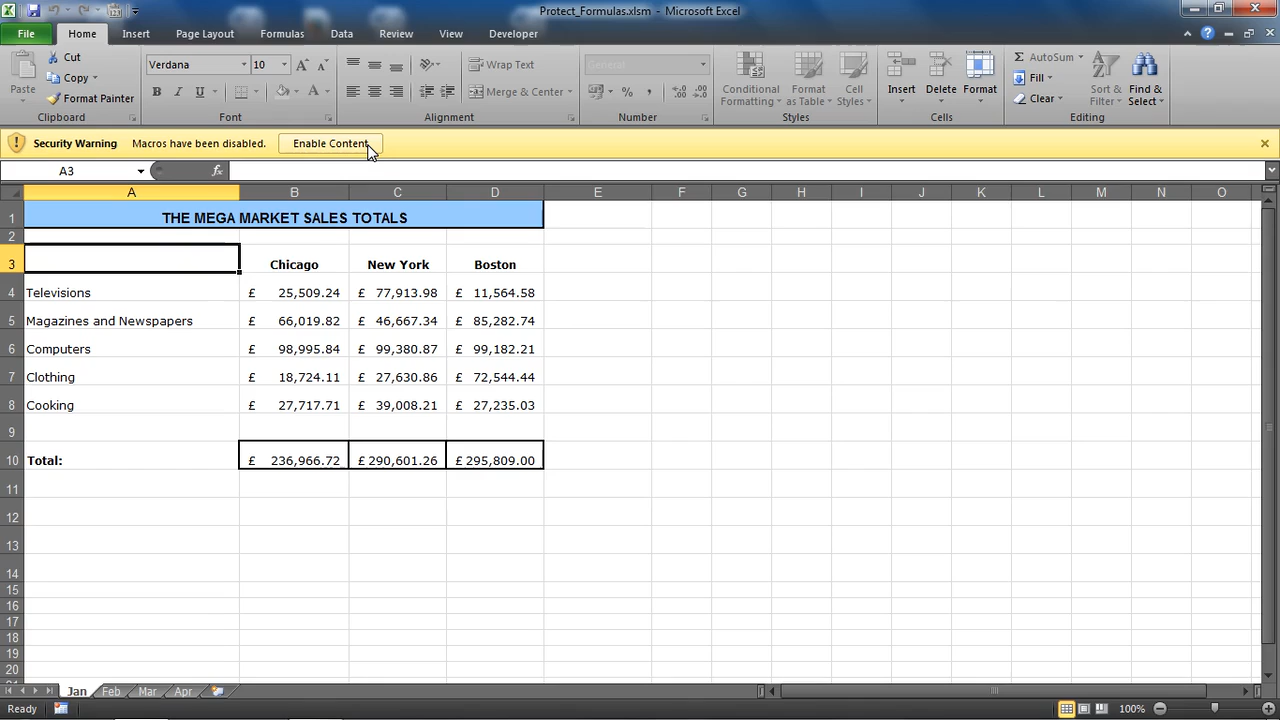 Protect_Formulas.xlsm - Microsoft Excel
File Home Insert Page Layout Formulas Data Review View Developer
Paste
Cut
Copy
Format Painter
Clipboard
Verdana 10
B I U
Font
Wrap Text
Merge & Center
Alignment
General
%
Number
Conditional Formatting
Format as Table
Cell Styles
Styles
Insert Delete Format
Cells
Σ AutoSum
Fill
Clear
Sort & Filter
Find & Select
Editing
Security Warning Macros have been disabled. Enable Content
A3 fx
A B C D E F G H I J K L M N O
1 THE MEGA MARKET SALES TOTALS
2
3 Chicago New York Boston
4 Televisions £ 25,509.24 £ 77,913.98 £ 11,564.58
5 Magazines and Newspapers £ 66,019.82 £ 46,667.34 £ 85,282.74
6 Computers £ 98,995.84 £ 99,380.87 £ 99,182.21
7 Clothing £ 18,724.11 £ 27,630.86 £ 72,544.44
8 Cooking £ 27,717.71 £ 39,008.21 £ 27,235.03
9
10 Total: £ 236,966.72 £ 290,601.26 £ 295,809.00
11
12
13
14
15
16
17
18
19
20
Jan Feb Mar Apr
Ready 100%